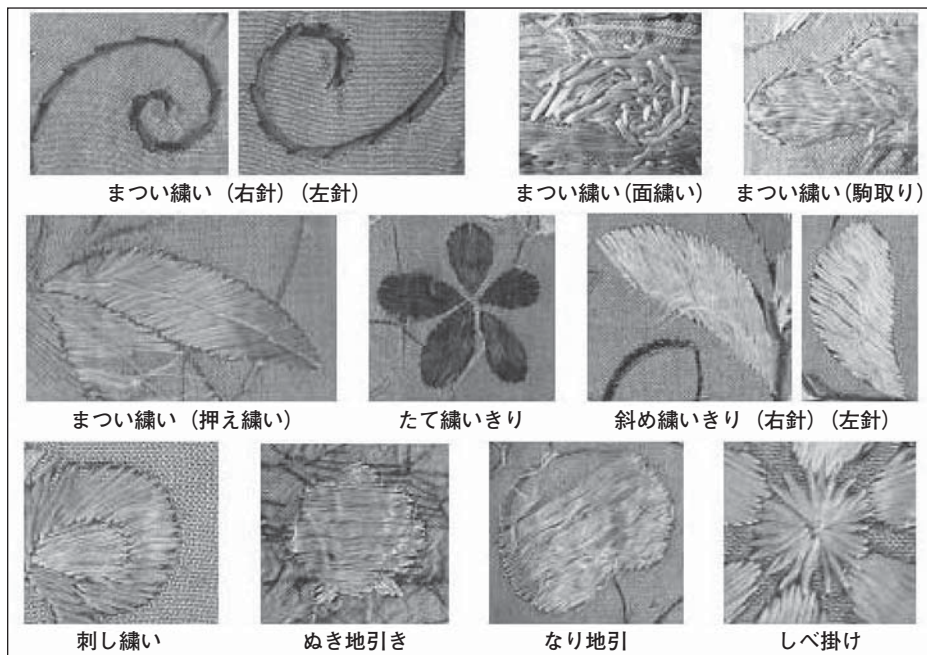 まつい繍い（右針）（左針）
まつい繍い（面繍い）
まつい繍い（駒取り）
まつい繍い（押え繍い）
たて繍いきり
斜め繍いきり（右針）（左針）
刺し繍い
ぬき地引き
なり地引
しべ掛け